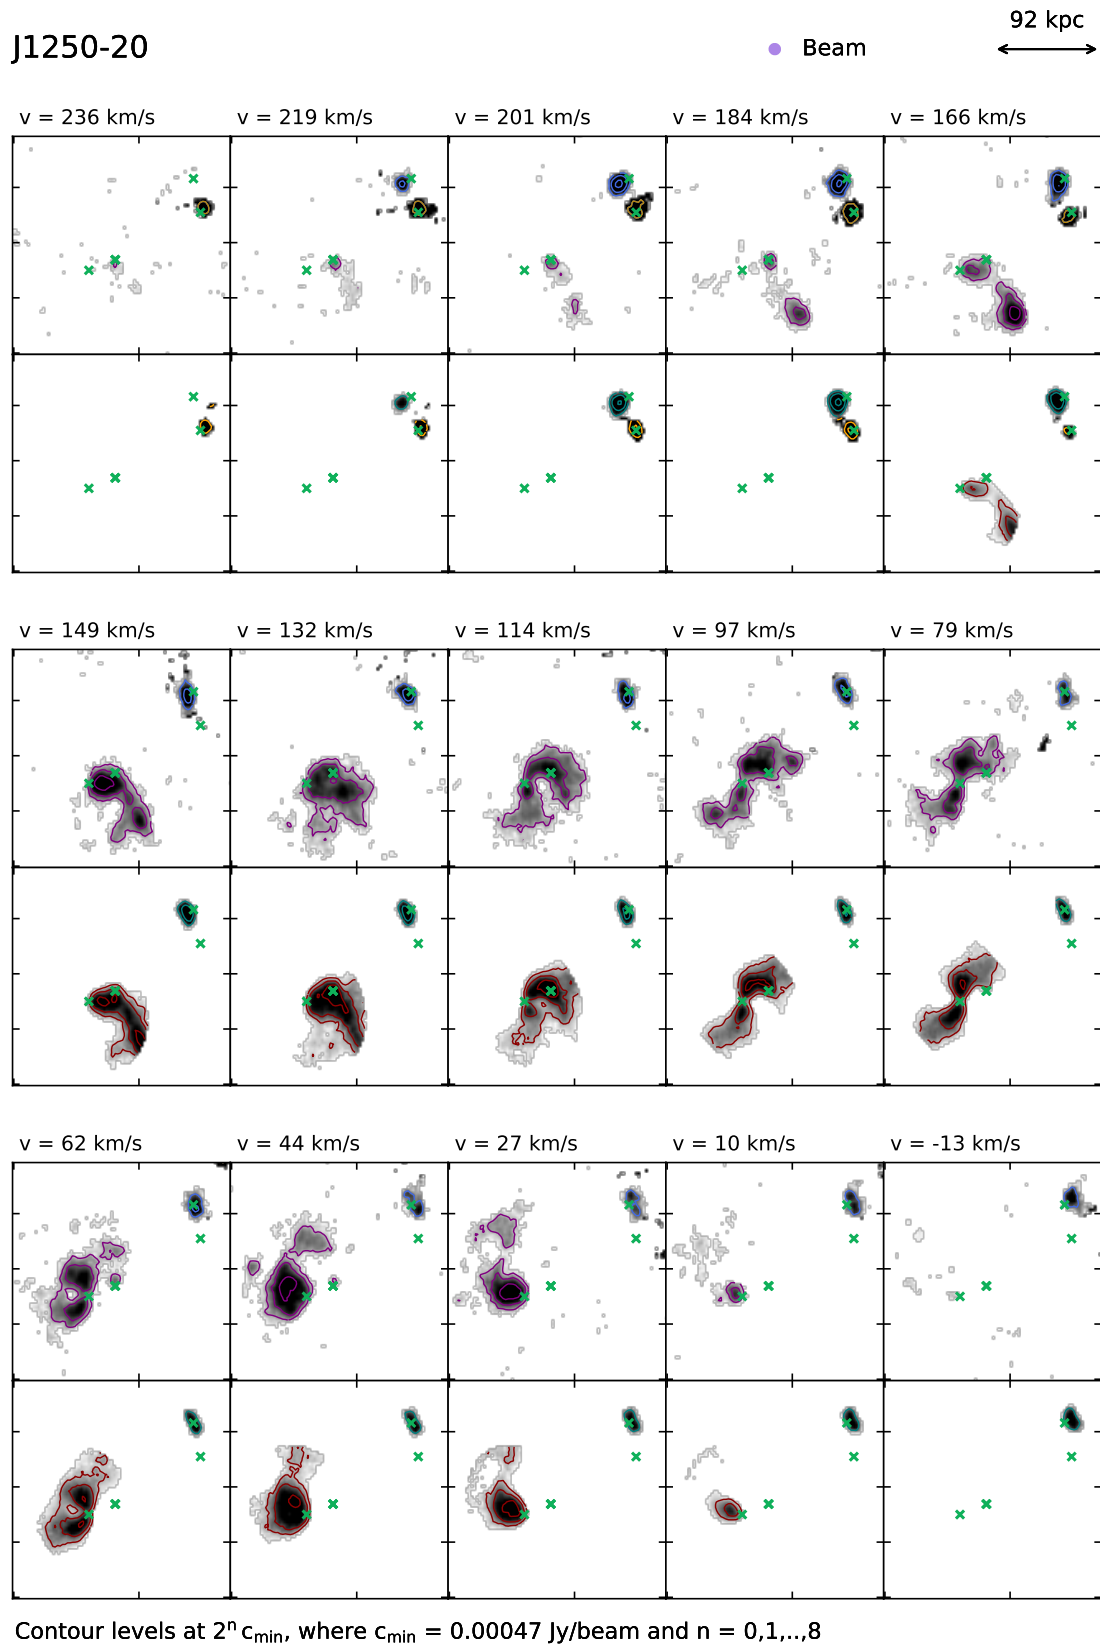 92 kpc
J1250-20
Beam
v = 236 km/s v = 219 km/s v = 201 km/s v = 184 km/s v = 166 km/s
v = 149 km/s v = 132 km/s v = 114 km/s v = 97 km/s v = 79 km/s
v = 62 km/s v = 44 km/s v = 27 km/s v = 10 km/s v = -13 km/s
Contour levels at 2ⁿ c_min, where c_min = 0.00047 Jy/beam and n = 0,1,..,8